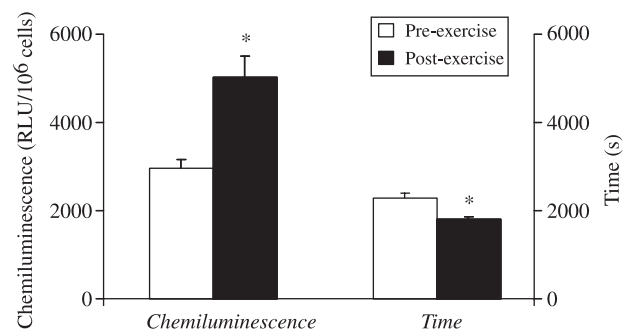 Chemiluminescence (RLU/10⁶ cells)
6000
4000
2000
0
*
*
Pre-exercise
Post-exercise
6000
4000
2000
0
Time (s)
Chemiluminescence
Time